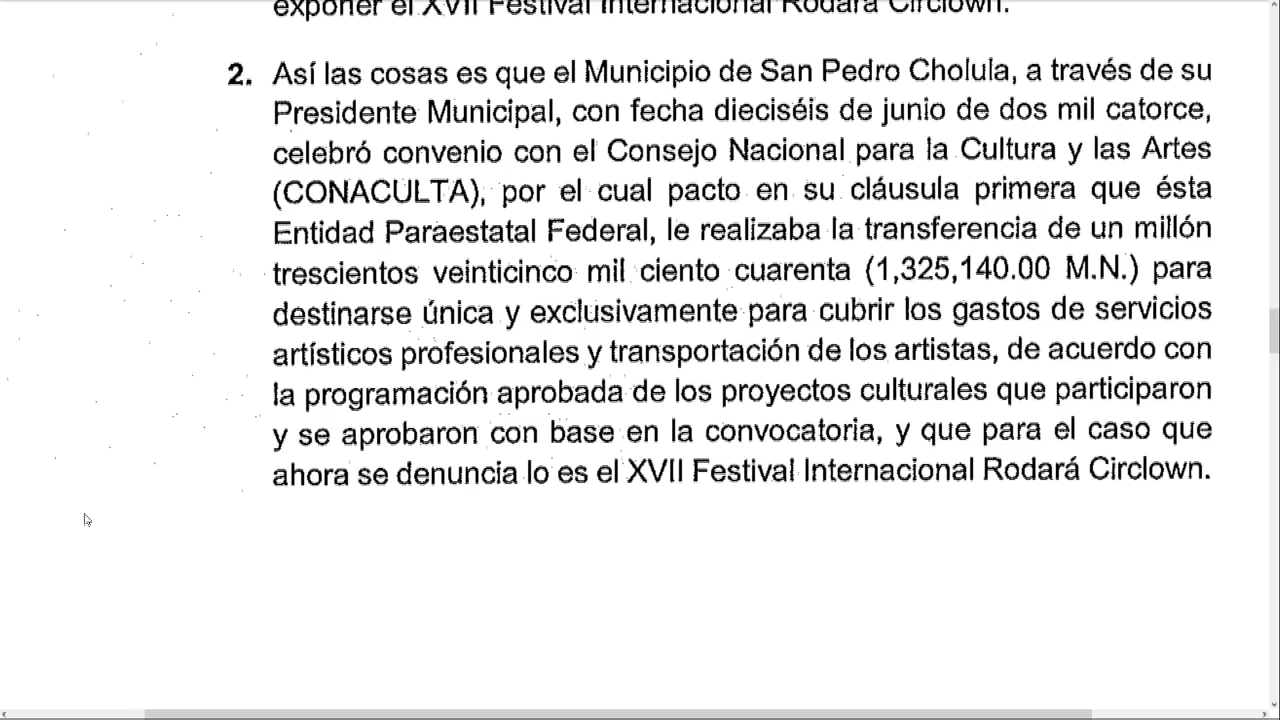 exponer el XVII Festival Internacional Rodará Circlown.
2. Así las cosas es que el Municipio de San Pedro Cholula, a través de su
Presidente Municipal, con fecha dieciséis de junio de dos mil catorce,
celebró convenio con el Consejo Nacional para la Cultura y las Artes
(CONACULTA), por el cual pacto en su cláusula primera que ésta
Entidad Paraestatal Federal, le realizaba la transferencia de un millón
trescientos veinticinco mil ciento cuarenta (1,325,140.00 M.N.) para
destinarse única y exclusivamente para cubrir los gastos de servicios
artísticos profesionales y transportación de los artistas, de acuerdo con
la programación aprobada de los proyectos culturales que participaron
y se aprobaron con base en la convocatoria, y que para el caso que
ahora se denuncia lo es el XVII Festival Internacional Rodará Circlown.